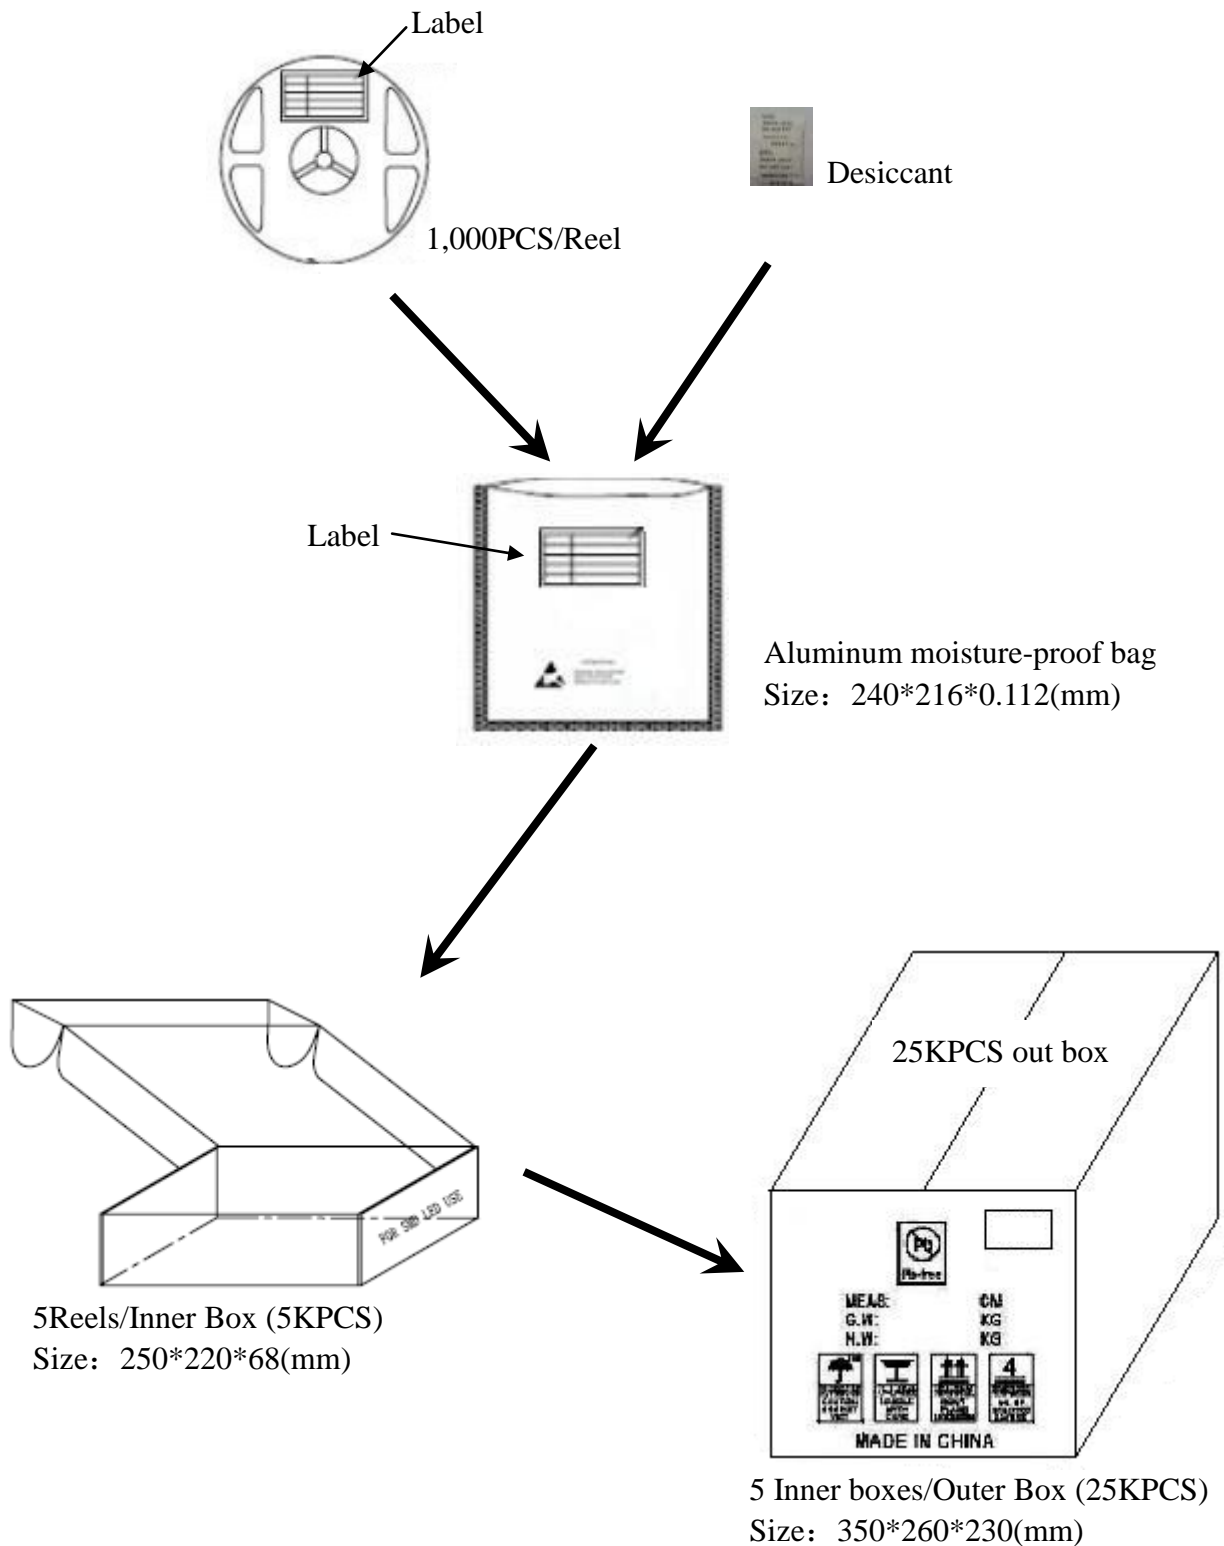 Label
Desiccant
1,000PCS/Reel
Label
Aluminum moisture-proof bag
Size：240*216*0.112(mm)
25KPCS out box
FOR SMD LED USE
Pb
Pb-free
MEAS: CM
G.W: KG
N.W: KG
4
MADE IN CHINA
5Reels/Inner Box (5KPCS)
Size：250*220*68(mm)
5 Inner boxes/Outer Box (25KPCS)
Size：350*260*230(mm)